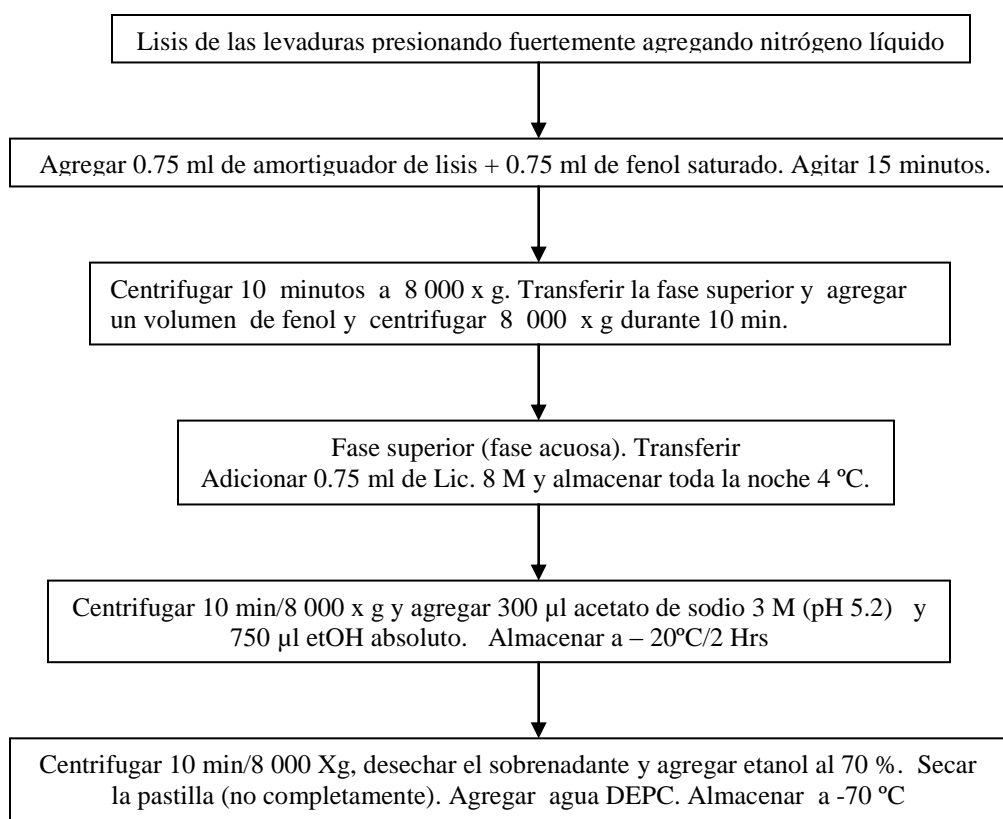 Lisis de las levaduras presionando fuertemente agregando nitrógeno líquido
Agregar 0.75 ml de amortiguador de lisis + 0.75 ml de fenol saturado. Agitar 15 minutos.
Centrifugar 10 minutos a 8 000 x g. Transferir la fase superior y agregar
un volumen de fenol y centrifugar 8 000 x g durante 10 min.
Fase superior (fase acuosa). Transferir
Adicionar 0.75 ml de Lic. 8 M y almacenar toda la noche 4 ºC.
Centrifugar 10 min/8 000 x g y agregar 300 µl acetato de sodio 3 M (pH 5.2) y
750 µl etOH absoluto. Almacenar a – 20ºC/2 Hrs
Centrifugar 10 min/8 000 Xg, desechar el sobrenadante y agregar etanol al 70 %. Secar
la pastilla (no completamente). Agregar agua DEPC. Almacenar a -70 ºC